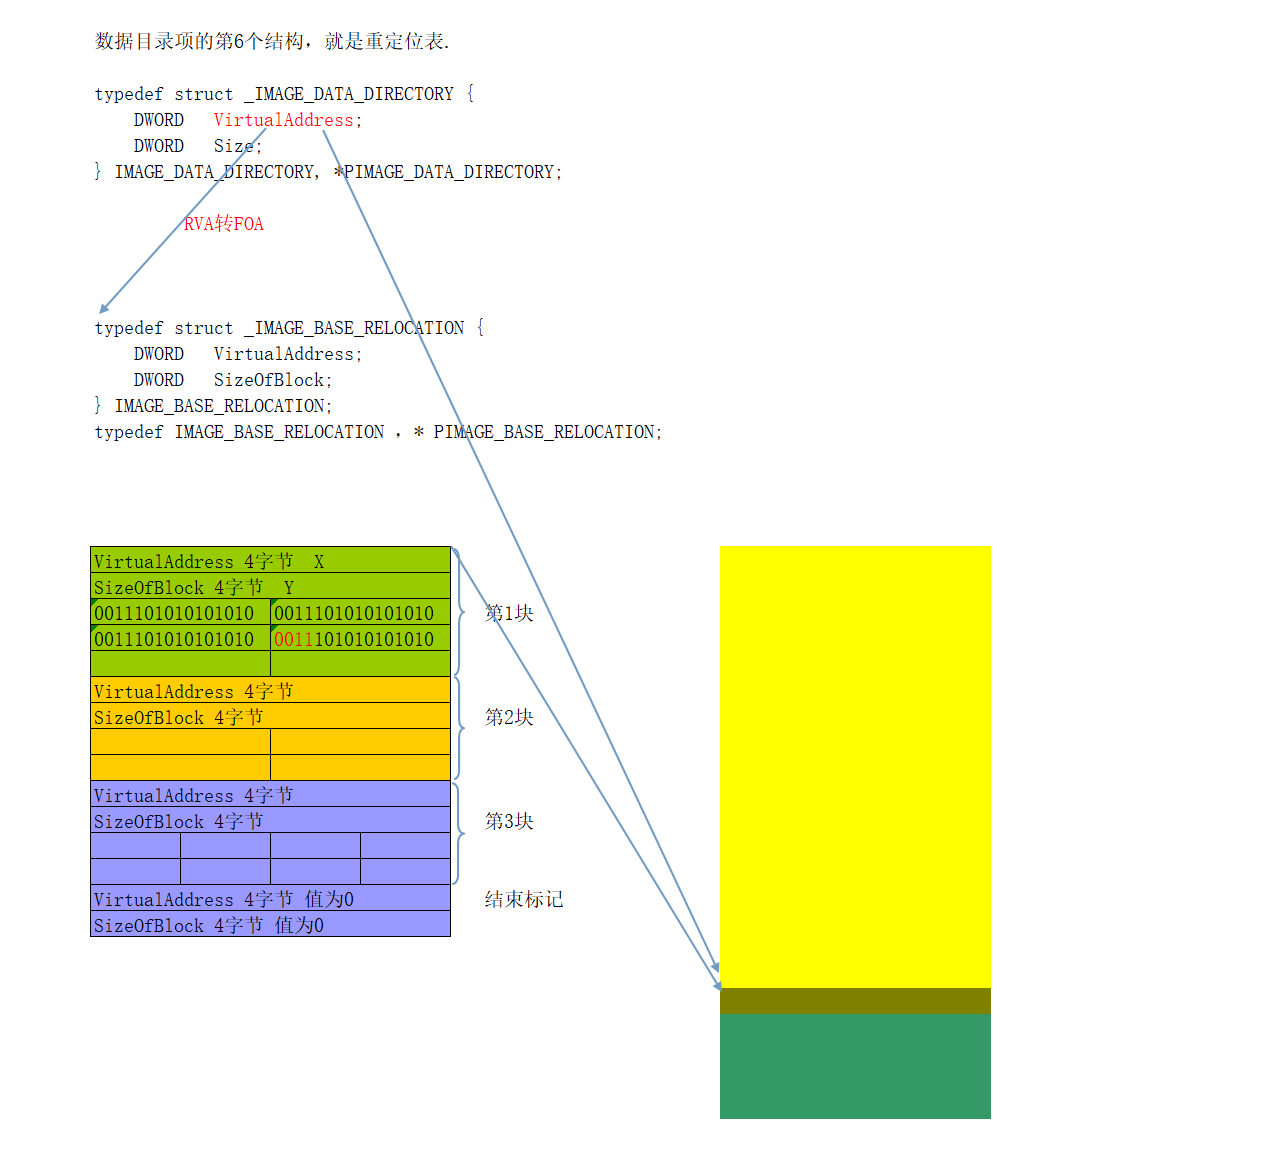 数据目录项的第6个结构，就是重定位表.
typedef struct _IMAGE_DATA_DIRECTORY {
DWORD VirtualAddress;
DWORD Size;
} IMAGE_DATA_DIRECTORY, *PIMAGE_DATA_DIRECTORY;
RVA转FOA
typedef struct _IMAGE_BASE_RELOCATION {
DWORD VirtualAddress;
DWORD SizeOfBlock;
} IMAGE_BASE_RELOCATION;
typedef IMAGE_BASE_RELOCATION ，* PIMAGE_BASE_RELOCATION;
VirtualAddress 4字节 X
SizeOfBlock 4字节 Y
0011101010101010 0011101010101010 第1块
0011101010101010 0011101010101010
VirtualAddress 4字节
SizeOfBlock 4字节 第2块
VirtualAddress 4字节
SizeOfBlock 4字节 第3块
VirtualAddress 4字节 值为0 结束标记
SizeOfBlock 4字节 值为0